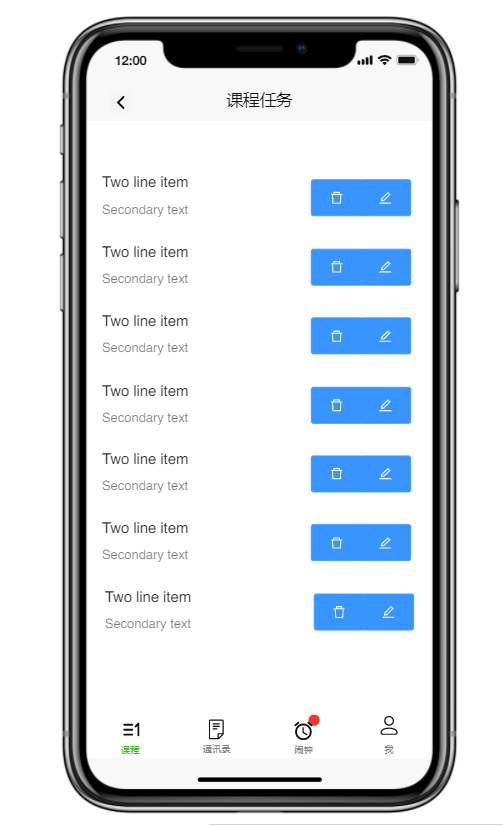 12:00
课程任务
Two line item
Secondary text
Two line item
Secondary text
Two line item
Secondary text
Two line item
Secondary text
Two line item
Secondary text
Two line item
Secondary text
Two line item
Secondary text
课程 通讯录 闹钟 我